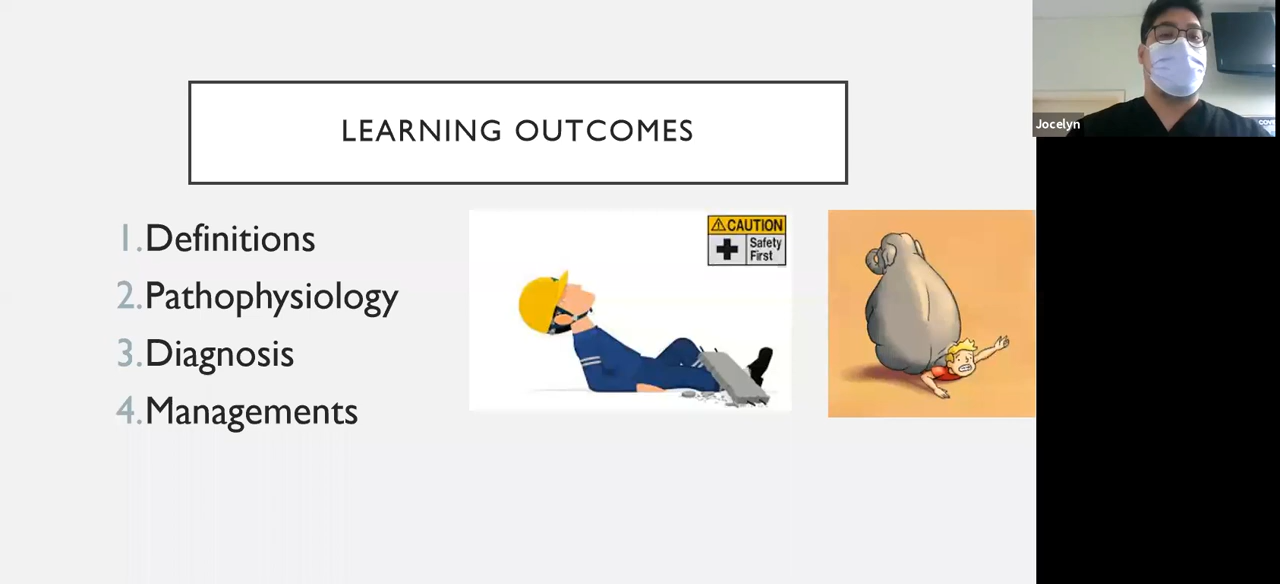 LEARNING OUTCOMES
1.Definitions
2.Pathophysiology
3.Diagnosis
4.Managements
CAUTION
Safety
First
Jocelyn